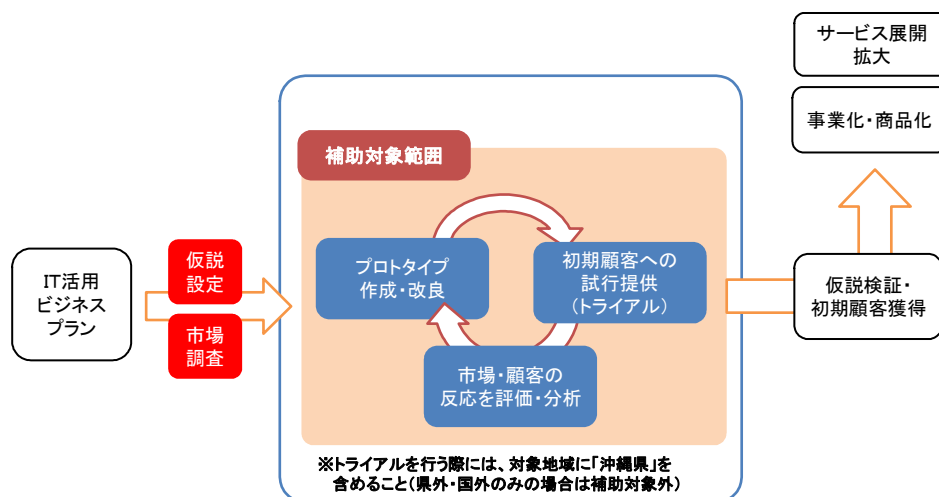 IT活用
ビジネス
プラン
仮説
設定
市場
調査
補助対象範囲
プロトタイプ
作成・改良
初期顧客への
試行提供
(トライアル)
市場・顧客の
反応を評価・分析
※トライアルを行う際には、対象地域に「沖縄県」を
含めること(県外・国外のみの場合は補助対象外)
仮説検証・
初期顧客獲得
事業化・商品化
サービス展開
拡大